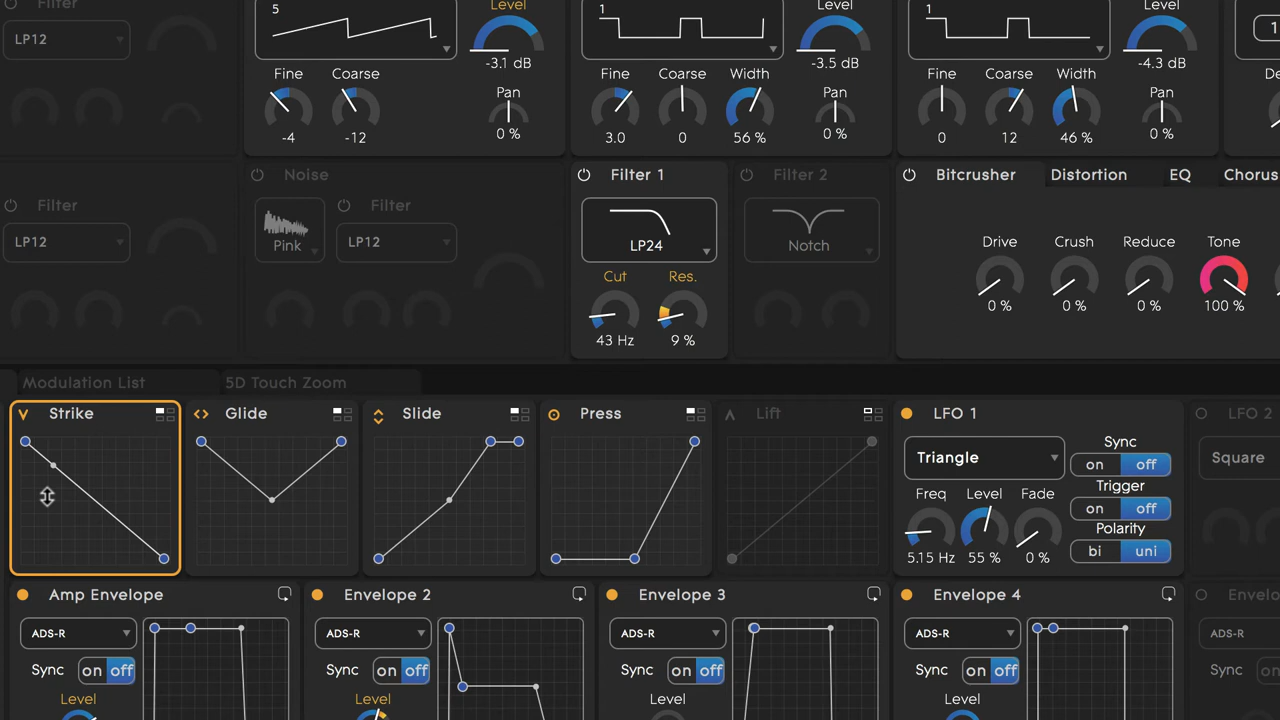 Filter
LP12
5
Level
-3.1 dB
Fine
Coarse
-4
-12
Pan
0 %
1
Level
-3.5 dB
Fine
Coarse
Width
3.0
0
56 %
Pan
0 %
1
Level
-4.3 dB
Fine
Coarse
Width
0
12
46 %
Pan
0 %
1
De
Filter
LP12
Noise
Pink
Filter
LP12
Filter 1
LP24
Cut
Res.
43 Hz
9 %
Filter 2
Notch
Bitcrusher
Distortion
EQ
Chorus
Drive
Crush
Reduce
Tone
0 %
0 %
0 %
100 %
Modulation List
5D Touch Zoom
Strike
Glide
Slide
Press
Lift
LFO 1
Triangle
Sync
on off
Freq
Level
Fade
Trigger
on off
Polarity
5.15 Hz
55 %
0 %
bi uni
LFO 2
Square
Amp Envelope
ADS-R
Sync on off
Level
Envelope 2
ADS-R
Sync on off
Level
Envelope 3
ADS-R
Sync on off
Level
Envelope 4
ADS-R
Sync on off
Level
Envelo
ADS-R
Sync on
Level